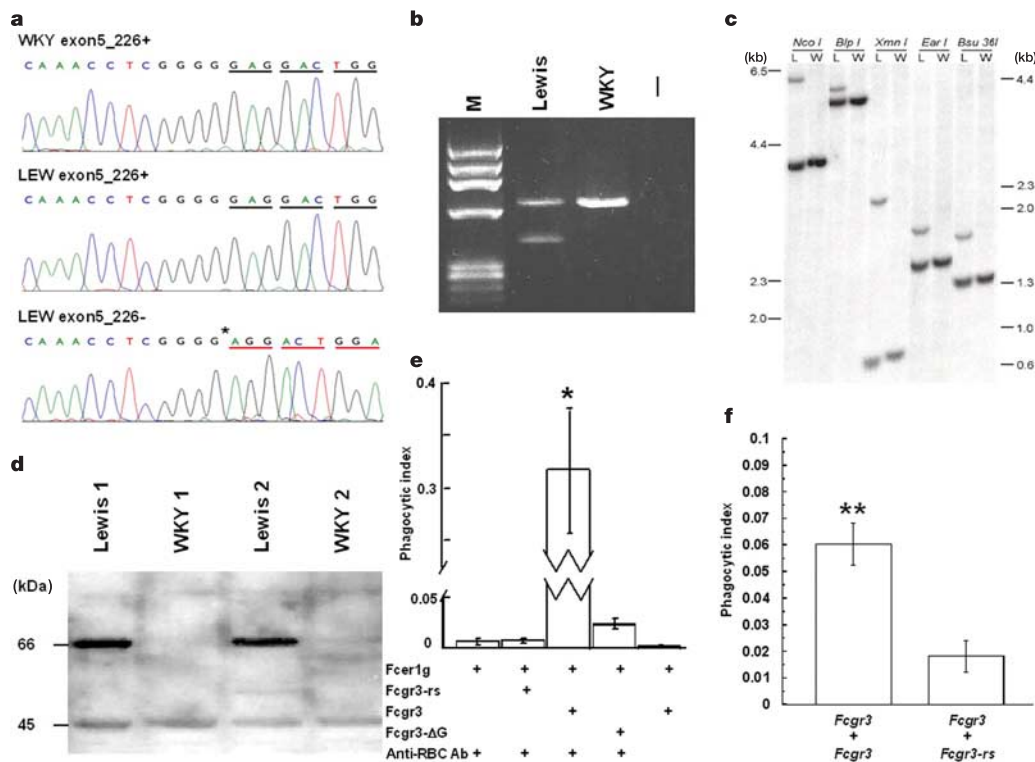 a
WKY exon5_226+
C A A A C C T C G G G G G A G G A C T G G
LEW exon5_226+
C A A A C C T C G G G G G A G G A C T G G
LEW exon5_226-
*
C A A A C C T C G G G G A G G A C T G G A
b
M Lewis WKY –
c
Nco I Blp I Xmn I Ear I Bsu 36I
(kb) L W L W L W L W L W (kb)
6.5 4.4
4.4
2.3
2.0
2.3 1.3
2.0 1.0
0.6
d
Lewis 1 WKY 1 Lewis 2 WKY 2
(kDa)
66
45
e
Phagocytic index
0.4
*
0.3
0.05
0
Fcer1g + + + + +
Fcgr3-rs +
Fcgr3 + +
Fcgr3-ΔG +
Anti-RBC Ab + + + +
f
Phagocytic index
0.1
0.09
0.08
0.07
**
0.06
0.05
0.04
0.03
0.02
0.01
0
Fcgr3 Fcgr3
+ +
Fcgr3 Fcgr3-rs